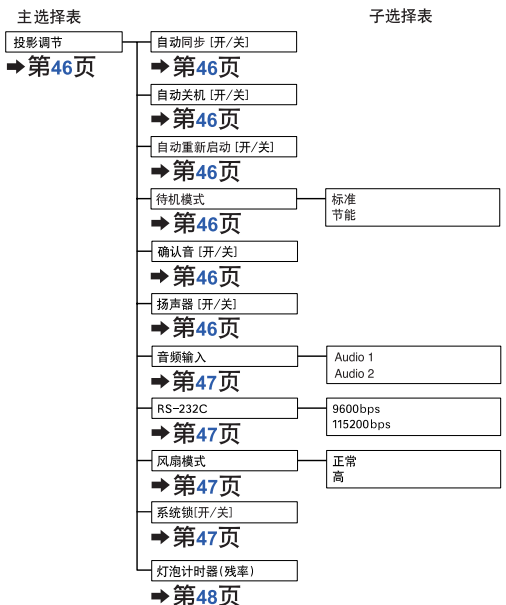 主选择表
子选择表
投影调节
➡第46页
自动同步 [开/关]
➡第46页
自动关机 [开/关]
➡第46页
自动重新启动 [开/关]
➡第46页
待机模式
标准
节能
➡第46页
确认音 [开/关]
➡第46页
扬声器 [开/关]
➡第46页
音频输入
Audio 1
Audio 2
➡第47页
RS-232C
9600bps
115200bps
➡第47页
风扇模式
正常
高
➡第47页
系统锁[开/关]
➡第47页
灯泡计时器(残率)
➡第48页